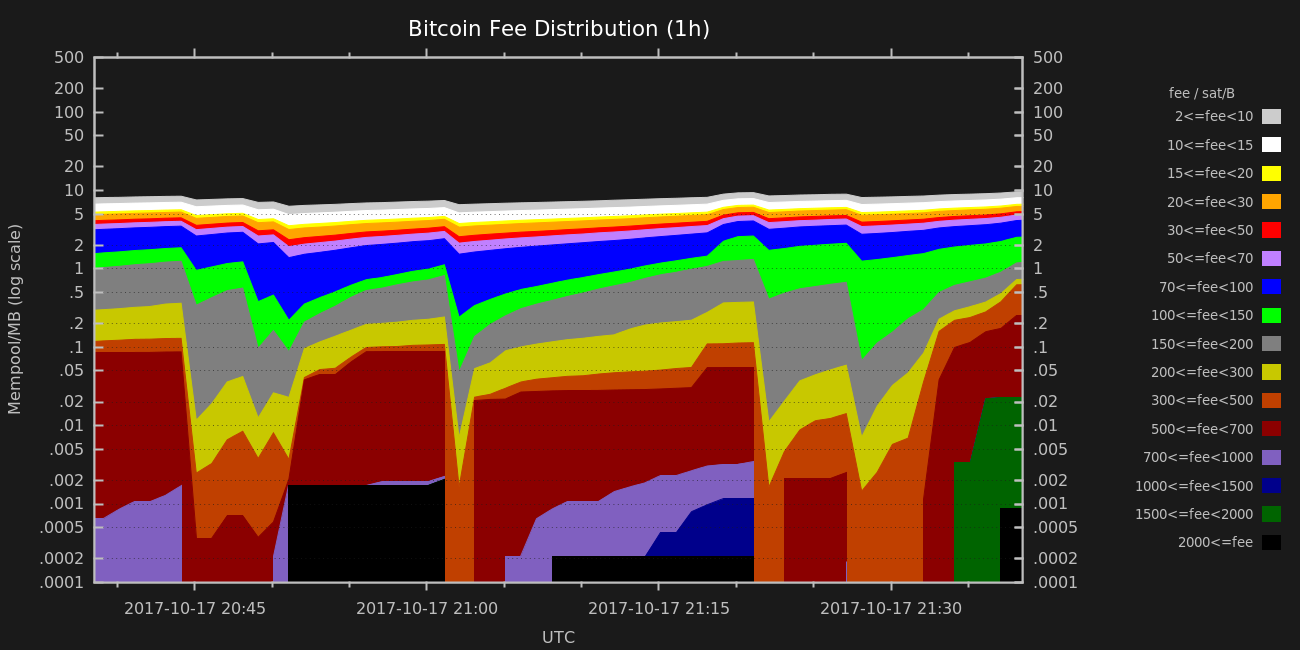 Bitcoin Fee Distribution (1h)
500 500
200 200
100 100
50 50
20 20
10 10
5 5
2 2
1 1
.5 .5
.2 .2
.1 .1
.05 .05
.02 .02
.01 .01
.005 .005
.002 .002
.001 .001
.0005 .0005
.0002 .0002
.0001 .0001
Mempool/MB (log scale)
2017-10-17 20:45 2017-10-17 21:00 2017-10-17 21:15 2017-10-17 21:30
UTC
fee / sat/B
2<=fee<10
10<=fee<15
15<=fee<20
20<=fee<30
30<=fee<50
50<=fee<70
70<=fee<100
100<=fee<150
150<=fee<200
200<=fee<300
300<=fee<500
500<=fee<700
700<=fee<1000
1000<=fee<1500
1500<=fee<2000
2000<=fee